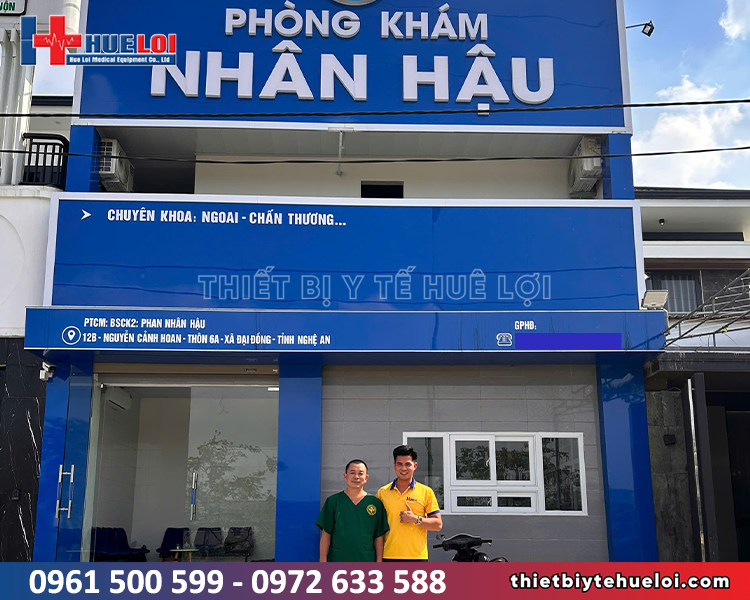 NỘN
HUE LOI
Hue Loi Medical Equipment Co., Ltd
PHÒNG KHÁM
NHÂN HẬU
CHUYÊN KHOA: NGOẠI - CHẤN THƯƠNG...
THIẾT BỊ Y TẾ HUÊ LỢI
PTCM: BSCK2: PHAN NHÂN HẬU
GPHĐ:
12B - NGUYỄN CẢNH HOAN - THÔN 6A - XÃ ĐẠI ĐỒNG - TỈNH NGHỆ AN
0961 500 599 - 0972 633 588
thietbiytehueloi.com